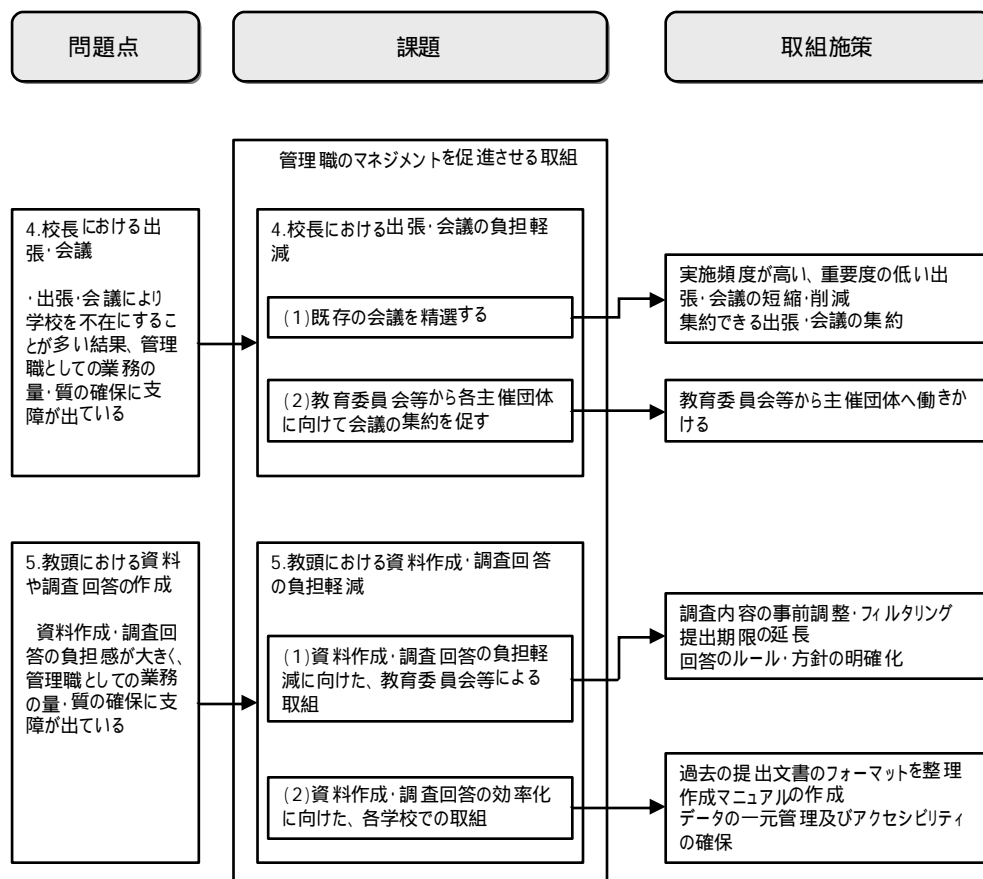 問題点
課題
取組施策
管理職のマネジメントを促進させる取組
4.校長における出
張・会議
・出張・会議により
学校を不在にするこ
とが多い結果、管理
職としての業務の
量・質の確保に支
障が出ている
4.校長における出張・会議の負担軽
減
(1)既存の会議を精選する
(2)教育委員会等から各主催団体
に向けて会議の集約を促す
実施頻度が高い、重要度の低い出
張・会議の短縮・削減
集約できる出張・会議の集約
教育委員会等から主催団体へ働きか
ける
5.教頭における資料
や調査回答の作成
資料作成・調査回
答の負担感が大きく、
管理職としての業務
の量・質の確保に支
障が出ている
5.教頭における資料作成・調査回答
の負担軽減
(1)資料作成・調査回答の負担軽
減に向けた、教育委員会等による
取組
(2)資料作成・調査回答の効率化
に向けた、各学校での取組
調査内容の事前調整・フィルタリング
提出期限の延長
回答のルール・方針の明確化
過去の提出文書のフォーマットを整理
作成マニュアルの作成
データの一元管理及びアクセシビリティ
の確保